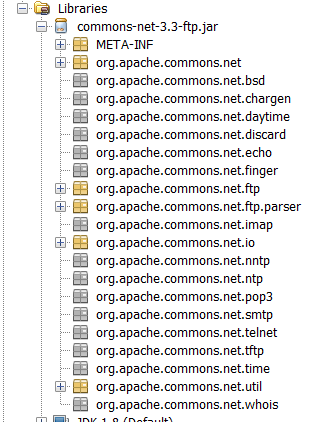 Libraries
commons-net-3.3-ftp.jar
META-INF
org.apache.commons.net
org.apache.commons.net.bsd
org.apache.commons.net.chargen
org.apache.commons.net.daytime
org.apache.commons.net.discard
org.apache.commons.net.echo
org.apache.commons.net.finger
org.apache.commons.net.ftp
org.apache.commons.net.ftp.parser
org.apache.commons.net.imap
org.apache.commons.net.io
org.apache.commons.net.nntp
org.apache.commons.net.ntp
org.apache.commons.net.pop3
org.apache.commons.net.smtp
org.apache.commons.net.telnet
org.apache.commons.net.tftp
org.apache.commons.net.time
org.apache.commons.net.util
org.apache.commons.net.whois
JDK 1.8 (Default)